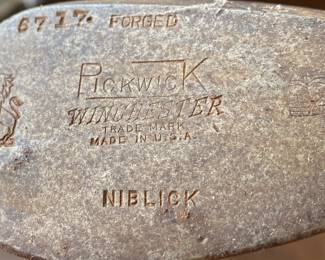 6717. FORGED
PICKWICK
WINCHESTER
TRADE MARK
MADE IN U.S.A.
NIBLICK